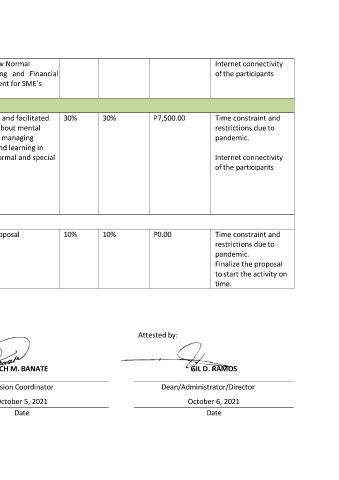 w Normal
ng and Financial
ent for SME's
Internet connectivity
of the participants
and facilitated
bout mental
managing
nd learning in
ormal and special
30%
30%
₱7,500.00
Time constraint and
restrictions due to
pandemic.
Internet connectivity
of the participants
oposal
10%
10%
₱0.00
Time constraint and
restrictions due to
pandemic.
Finalize the proposal
to start the activity on
time.
Attested by:
CH M. BANATE
GIL D. RAMOS
sion Coordinator
Dean/Administrator/Director
ctober 5, 2021
October 6, 2021
Date
Date